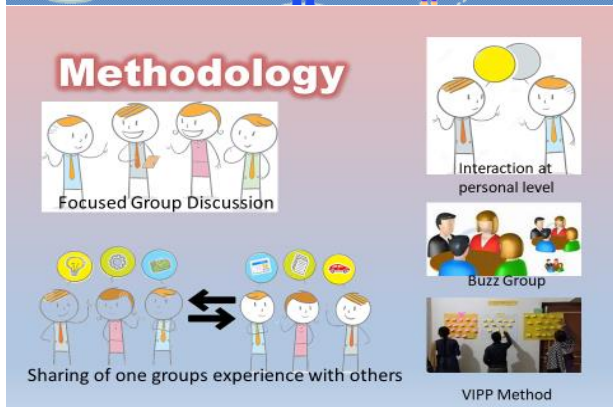 Methodology
Focused Group Discussion
Interaction at
personal level
Buzz Group
Sharing of one groups experience with others
VIPP Method